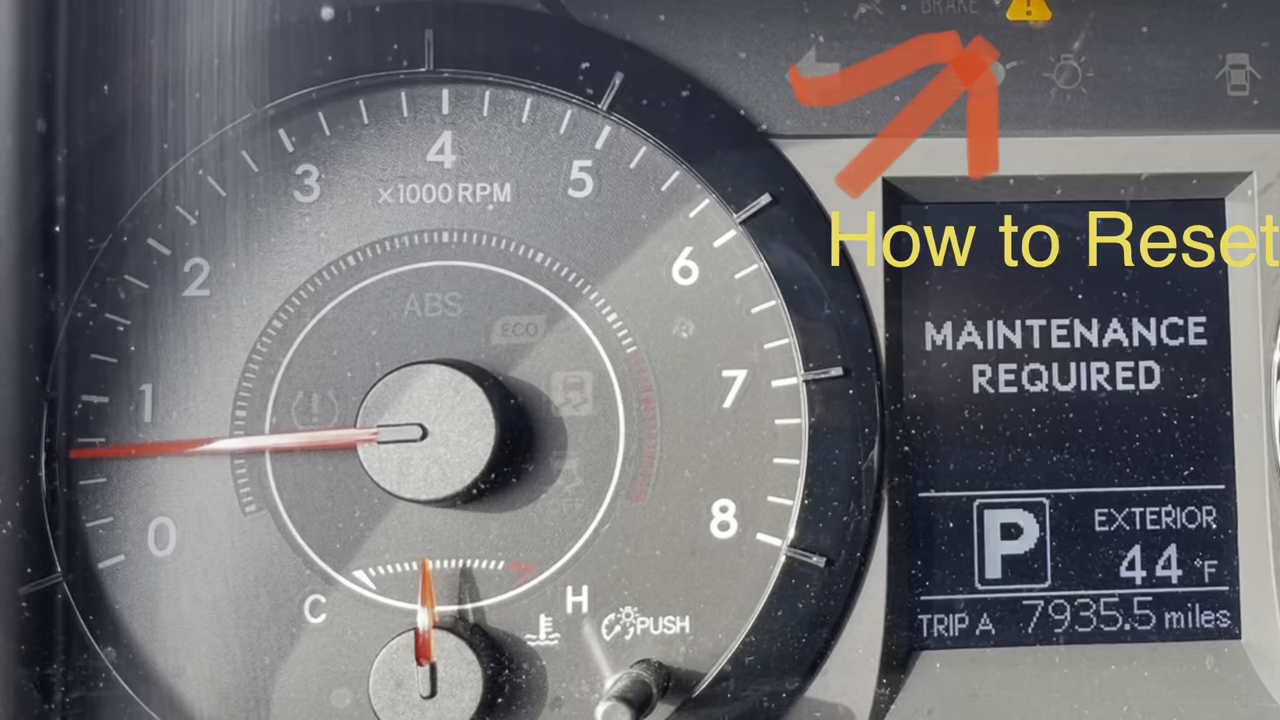 BRAKE
4
3
5
x1000 RPM
How to Reset
2
6
ABS
ECO
MAINTENANCE
REQUIRED
1
7
0
8
P
EXTERIOR
44 °F
C
H
PUSH
TRIP A 7935.5 miles